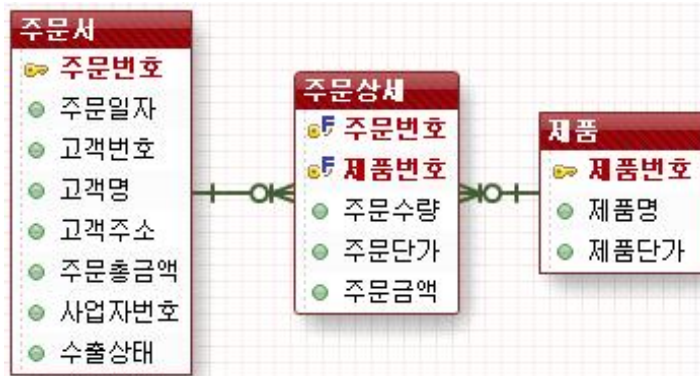 주문서
주문번호
주문일자
고객번호
고객명
고객주소
주문총금액
사업자번호
수출상태
주문상세
주문번호
제품번호
주문수량
주문단가
주문금액
제품
제품번호
제품명
제품단가